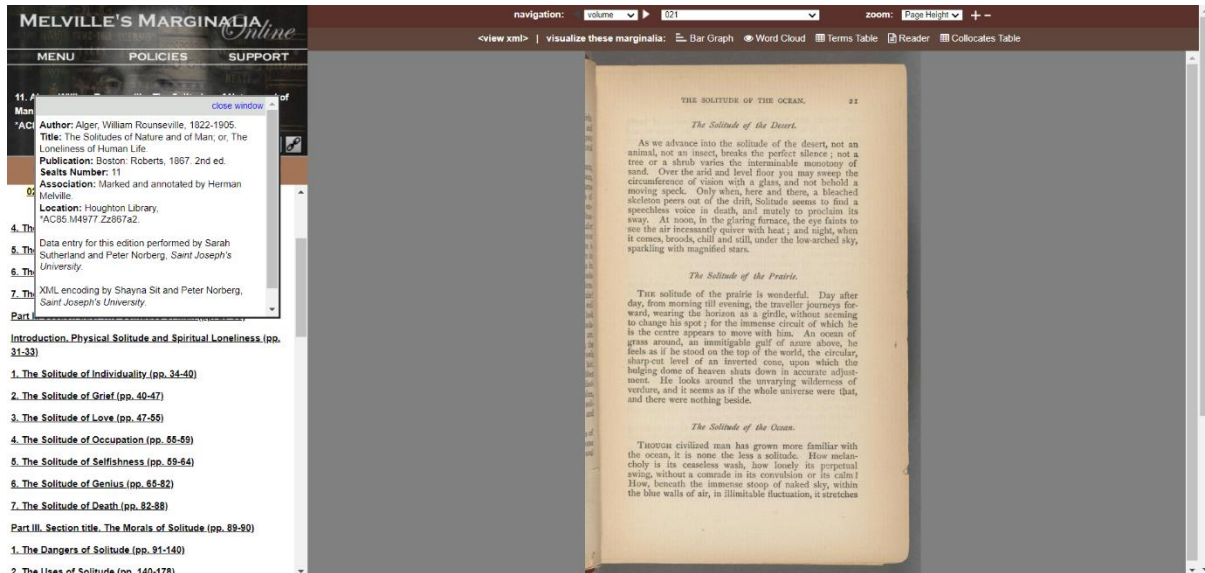 MELVILLE'S MARGINALIA
Online
MENU POLICIES SUPPORT
navigation: volume 021 zoom: Page Height + −
<view xml> | visualize these marginalia: Bar Graph Word Cloud Terms Table Reader Collocates Table
11.
of
Man
*AC
close window
Author: Alger, William Rounseville, 1822-1905.
Title: The Solitudes of Nature and of Man; or, The
Loneliness of Human Life.
Publication: Boston: Roberts, 1867. 2nd ed.
Sealts Number: 11
Association: Marked and annotated by Herman
Melville.
Location: Houghton Library,
*AC85.M4977.Zz867a2.
Data entry for this edition performed by Sarah
Sutherland and Peter Norberg, Saint Joseph's
University.
XML encoding by Shayna Sit and Peter Norberg,
Saint Joseph's University.
02
4. Th
5. Th
6. Th
7. Th
Introduction. Physical Solitude and Spiritual Loneliness (pp.
31-33)
1. The Solitude of Individuality (pp. 34-40)
2. The Solitude of Grief (pp. 40-47)
3. The Solitude of Love (pp. 47-55)
4. The Solitude of Occupation (pp. 55-59)
5. The Solitude of Selfishness (pp. 59-64)
6. The Solitude of Genius (pp. 65-82)
7. The Solitude of Death (pp. 82-88)
Part III. Section title. The Morals of Solitude (pp. 89-90)
1. The Dangers of Solitude (pp. 91-140)
2. The Uses of Solitude (pp. 140-178)
THE SOLITUDE OF THE OCEAN. 21
The Solitude of the Desert.
As we advance into the solitude of the desert, not an
animal, not an insect, breaks the perfect silence; not a
tree or a shrub varies the interminable monotony of
sand. Over the arid and level floor you may sweep the
circumference of vision with a glass, and not behold a
moving speck. Only when, here and there, a bleached
skeleton peers out of the drift, Solitude seems to find a
speechless voice in death, and mutely to proclaim its
sway. At noon, in the glaring furnace, the eye faints to
see the air incessantly quiver with heat; and night, when
it comes, broods, chill and still, under the low-arched sky,
sparkling with magnified stars.
The Solitude of the Prairie.
THE solitude of the prairie is wonderful. Day after
day, from morning till evening, the traveller journeys for-
ward, wearing the horizon as a girdle, without seeming
to change his spot; for the immense circuit of which he
is the centre appears to move with him. An ocean of
grass around, an immitigable gulf of azure above, he
feels as if he stood on the top of the world, the circular,
sharp-cut level of an inverted cone, upon which the
bulging dome of heaven shuts down in accurate adjust-
ment. He looks around the unvarying wilderness of
verdure, and it seems as if the whole universe were that,
and there were nothing beside.
The Solitude of the Ocean.
THOUGH civilized man has grown more familiar with
the ocean, it is none the less a solitude. How melan-
choly is its ceaseless wash, how lonely its perpetual
swing, without a comrade in its convulsion or its calm!
How, beneath the immense stoop of naked sky, within
the blue walls of air, in illimitable fluctuation, it stretches